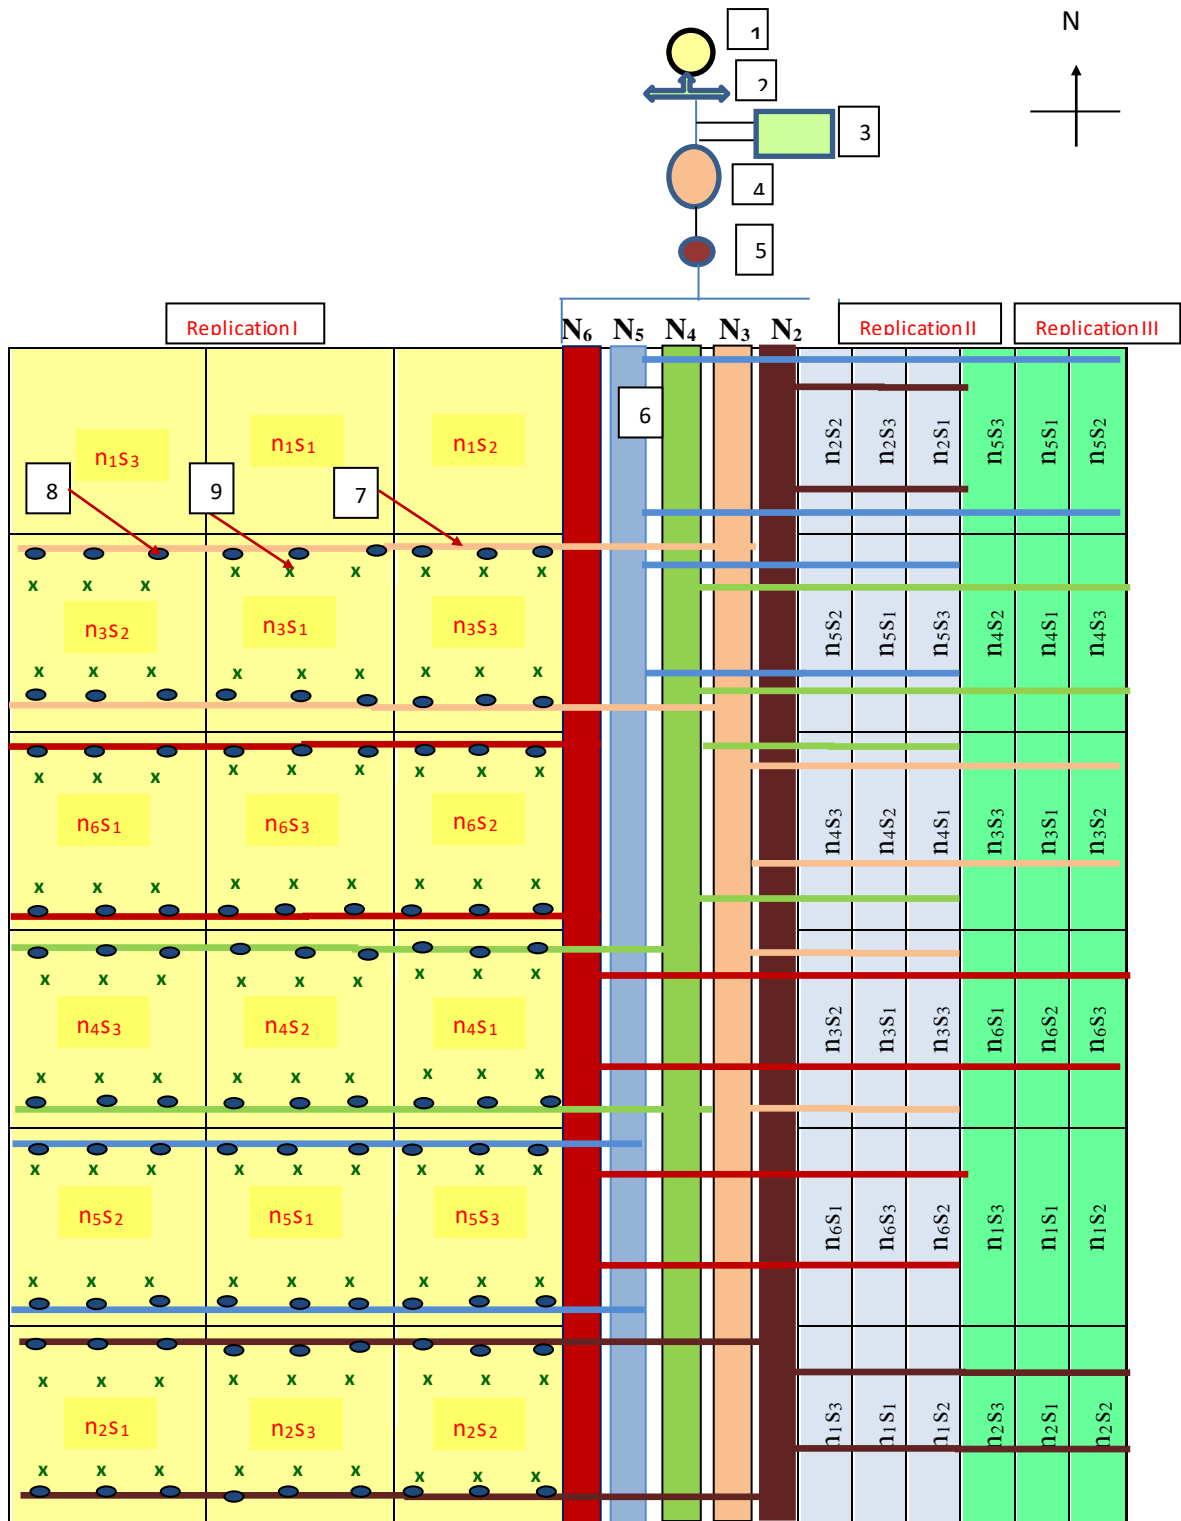 1
N
2
3
4
5
Replication I
N₆ N₅ N₄ N₃ N₂
Replication II
Replication III
6
n₁s₃ n₁s₁ n₁s₂
n₂s₂ n₂s₃ n₂s₁ n₅s₃ n₅s₁ n₅s₂
8 9 7
x x x x x x x x x
n₃s₂ n₃s₁ n₃s₃
n₅s₂ n₅s₁ n₅s₃ n₄s₂ n₄s₁ n₄s₃
x x x x x x x x x
x x x x x x x x x
n₆s₁ n₆s₃ n₆s₂
n₄s₃ n₄s₂ n₄s₁ n₃s₃ n₃s₁ n₃s₂
x x x x x x x x x
x x x x x x x x x
n₄s₃ n₄s₂ n₄s₁
n₃s₂ n₃s₁ n₃s₃ n₆s₁ n₆s₂ n₆s₃
x x x x x x x x x
x x x x x x x x x
n₅s₂ n₅s₁ n₅s₃
n₆s₁ n₆s₃ n₆s₂ n₁s₃ n₁s₁ n₁s₂
x x x x x x x x x
x x x x x x x x x
n₂s₁ n₂s₃ n₂s₂
n₁s₃ n₁s₁ n₁s₂ n₂s₃ n₂s₁ n₂s₂
x x x x x x x x x